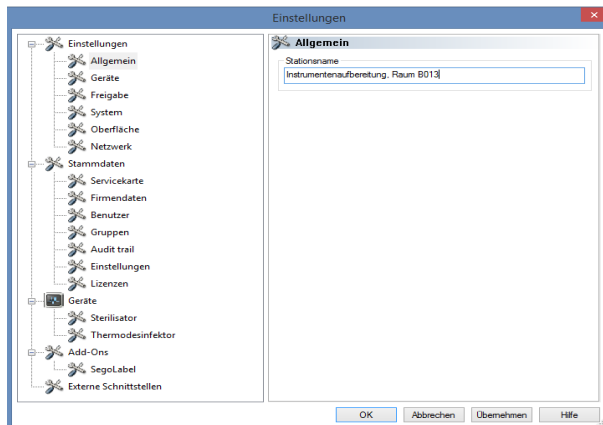 Einstellungen
Einstellungen
Allgemein
Geräte
Freigabe
System
Oberfläche
Netzwerk
Stammdaten
Servicekarte
Firmendaten
Benutzer
Gruppen
Audit trail
Einstellungen
Lizenzen
Geräte
Sterilisator
Thermodesinfektor
Add-Ons
SegoLabel
Externe Schnittstellen
Allgemein
Stationsname
Instrumentenaufbereitung, Raum B013
OK Abbrechen Übernehmen Hilfe